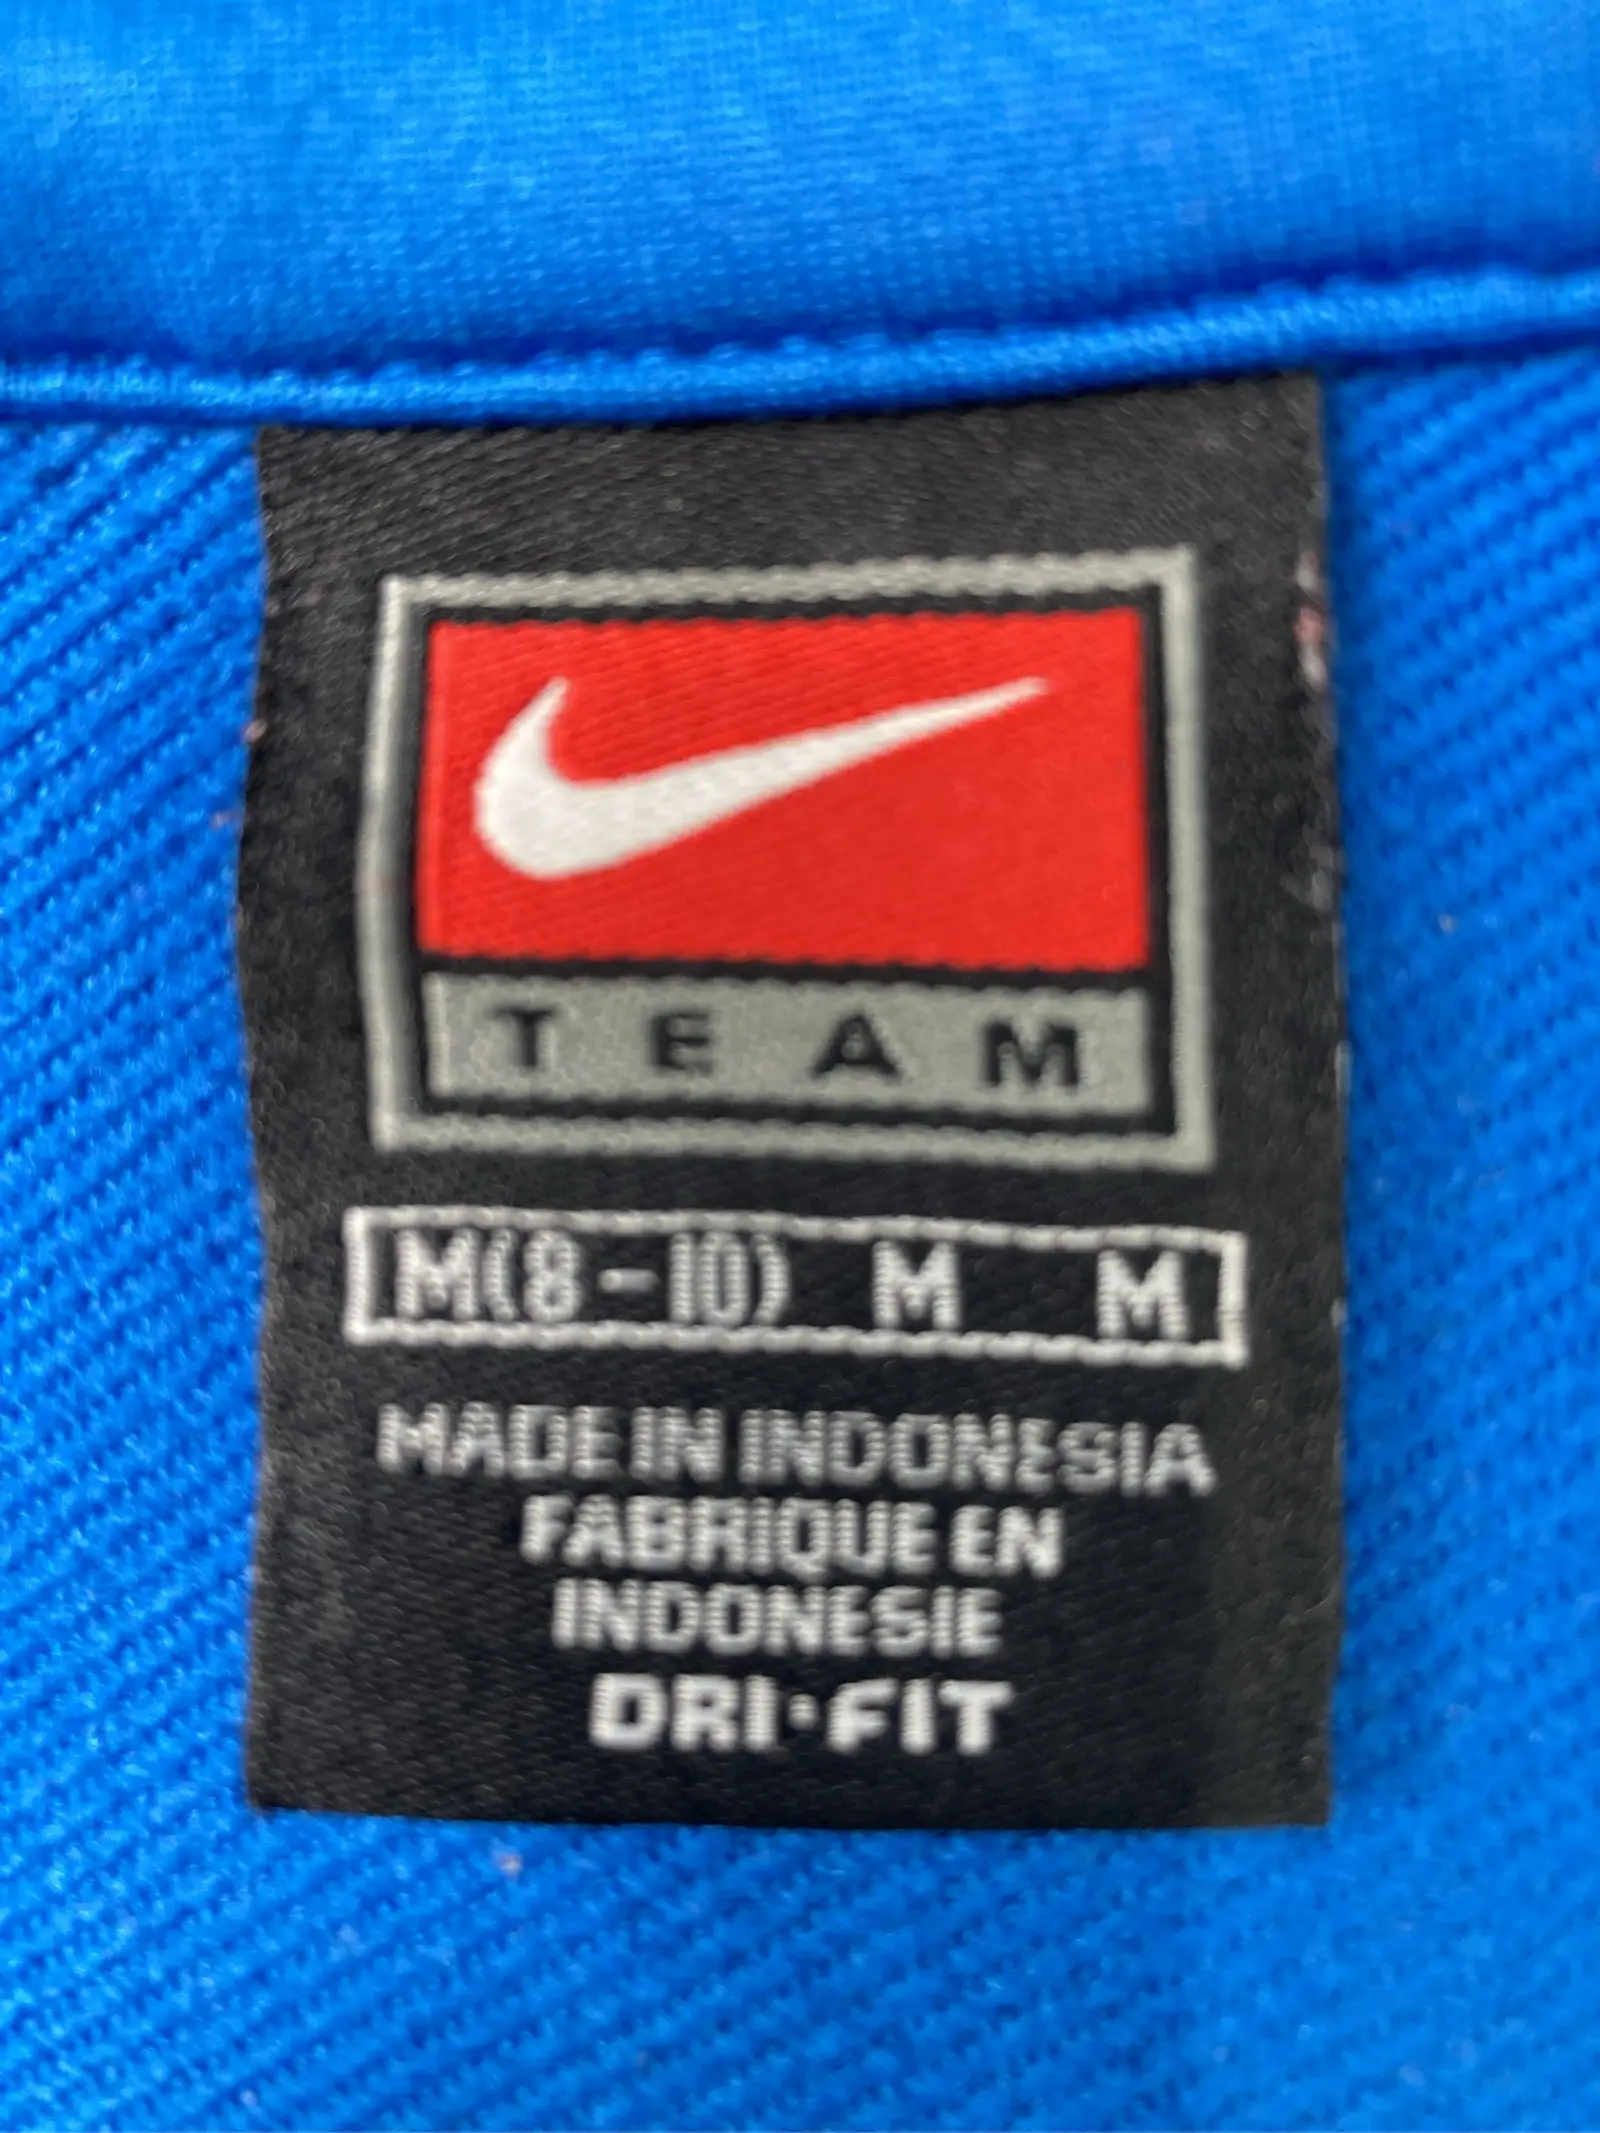 TEAM
M(8-10) M M
MADE IN INDONESIA
FABRIQUE EN
INDONESIE
DRI·FIT